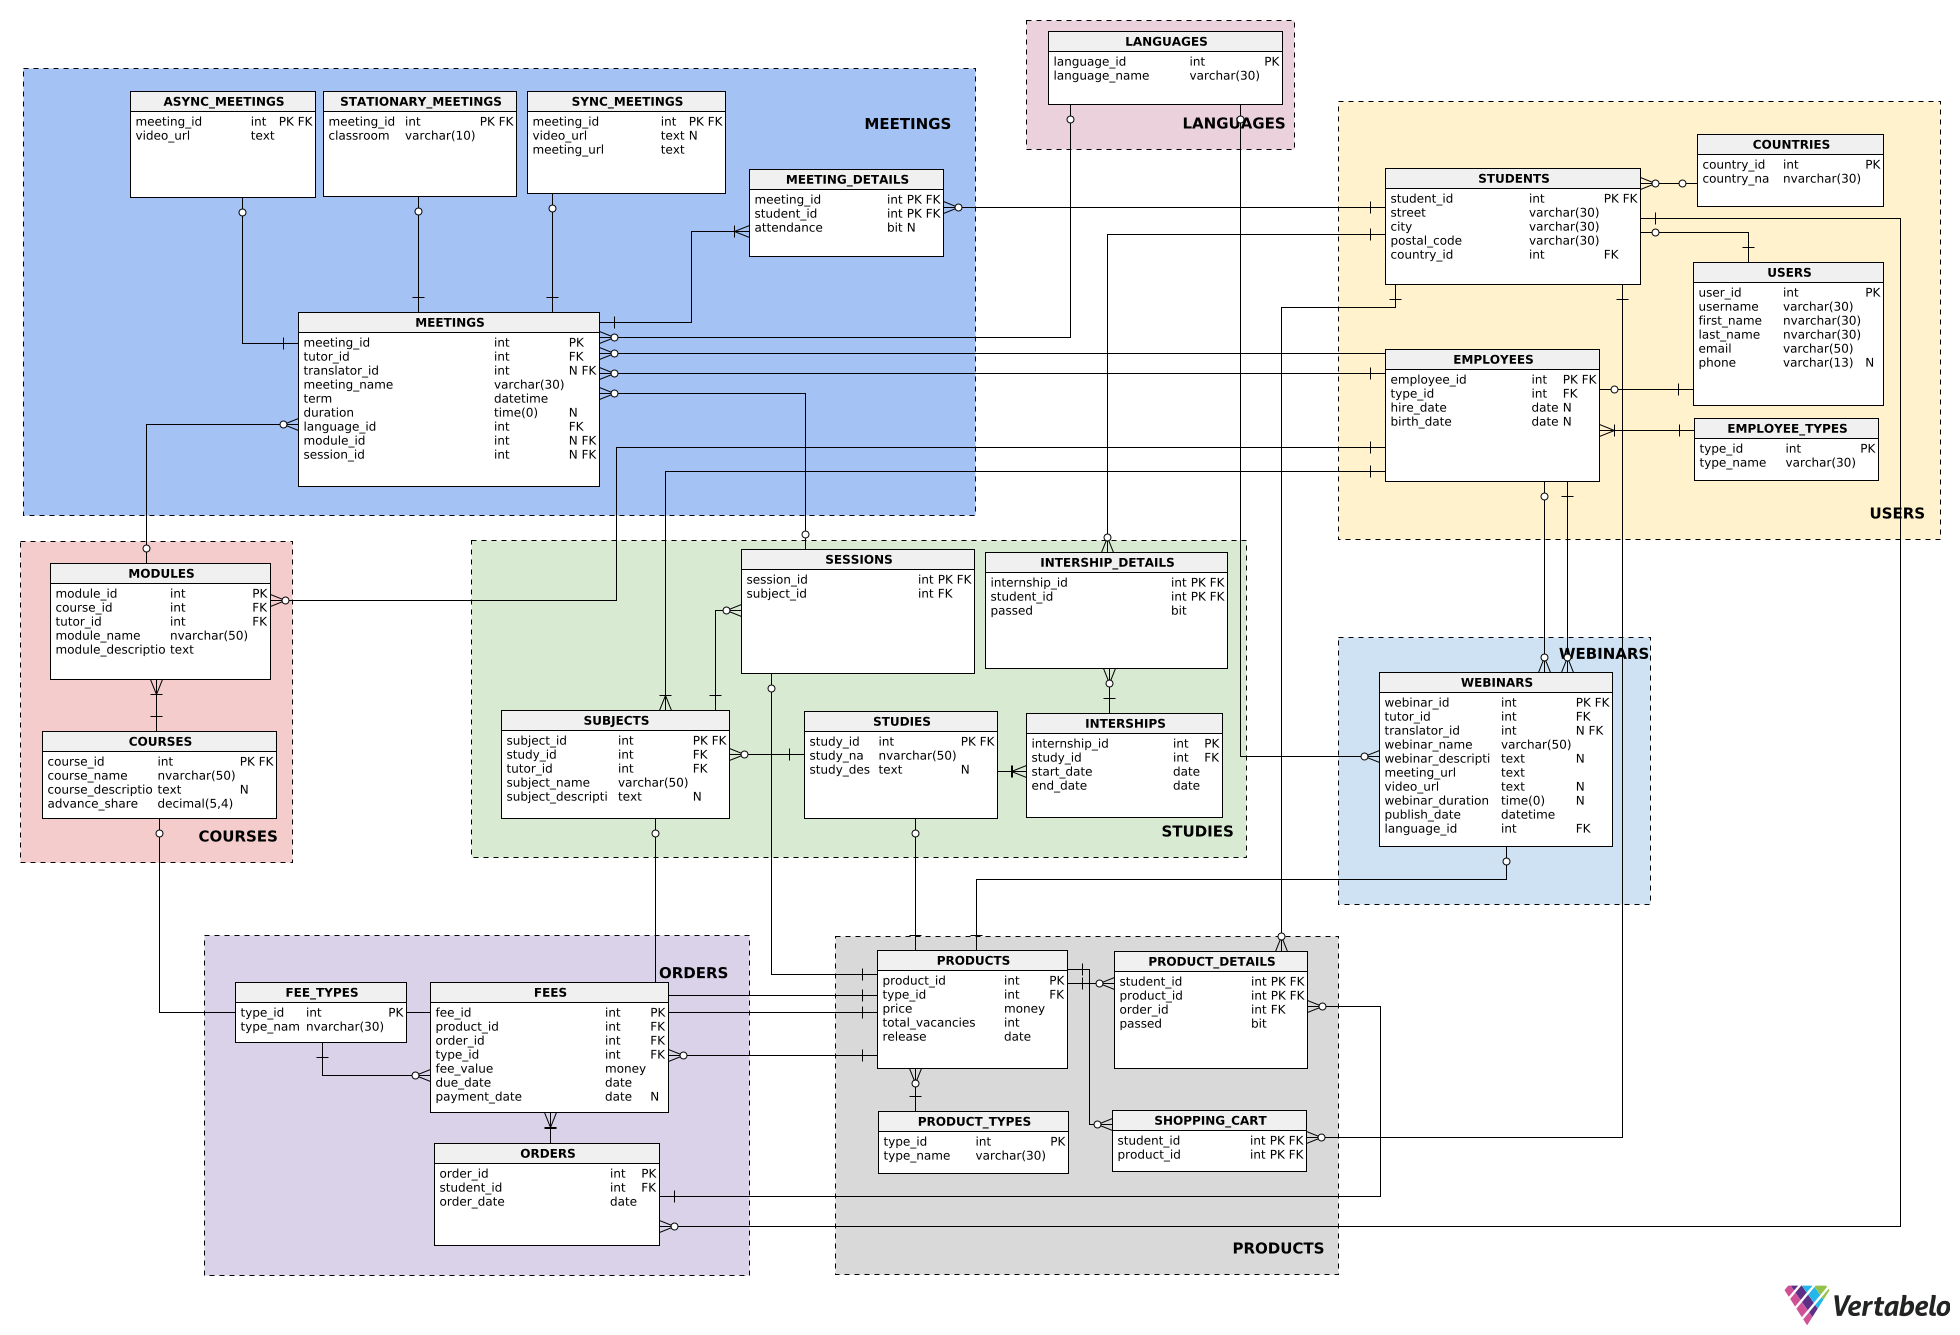 LANGUAGES
language_id int PK
language_name varchar(30)
LANGUAGES
ASYNC_MEETINGS
meeting_id int PK FK
video_url text
STATIONARY_MEETINGS
meeting_id int PK FK
classroom varchar(10)
SYNC_MEETINGS
meeting_id int PK FK
video_url text N
meeting_url text
MEETINGS
MEETING_DETAILS
meeting_id int PK FK
student_id int PK FK
attendance bit N
MEETINGS
meeting_id int PK
tutor_id int FK
translator_id int N FK
meeting_name varchar(30)
term datetime
duration time(0) N
language_id int FK
module_id int N FK
session_id int N FK
COUNTRIES
country_id int PK
country_na nvarchar(30)
STUDENTS
student_id int PK FK
street varchar(30)
city varchar(30)
postal_code varchar(30)
country_id int FK
USERS
user_id int PK
username varchar(30)
first_name nvarchar(30)
last_name nvarchar(30)
email varchar(50)
phone varchar(13) N
EMPLOYEES
employee_id int PK FK
type_id int FK
hire_date date N
birth_date date N
EMPLOYEE_TYPES
type_id int PK
type_name varchar(30)
USERS
MODULES
module_id int PK
course_id int FK
tutor_id int FK
module_name nvarchar(50)
module_descriptio text
COURSES
course_id int PK FK
course_name nvarchar(50)
course_descriptio text N
advance_share decimal(5,4)
COURSES
SESSIONS
session_id int PK FK
subject_id int FK
INTERSHIP_DETAILS
internship_id int PK FK
student_id int PK FK
passed bit
SUBJECTS
subject_id int PK FK
study_id int FK
tutor_id int FK
subject_name varchar(50)
subject_descripti text N
STUDIES
study_id int PK FK
study_na nvarchar(50)
study_des text N
INTERSHIPS
internship_id int PK
study_id int FK
start_date date
end_date date
STUDIES
WEBINARS
WEBINARS
webinar_id int PK FK
tutor_id int FK
translator_id int N FK
webinar_name varchar(50)
webinar_descripti text N
meeting_url text
video_url text N
webinar_duration time(0) N
publish_date datetime
language_id int FK
ORDERS
FEE_TYPES
type_id int PK
type_nam nvarchar(30)
FEES
fee_id int PK
product_id int FK
order_id int FK
type_id int FK
fee_value money
due_date date
payment_date date N
ORDERS
order_id int PK
student_id int FK
order_date date
PRODUCTS
product_id int PK
type_id int FK
price money
total_vacancies int
release date
PRODUCT_DETAILS
student_id int PK FK
product_id int PK FK
order_id int FK
passed bit
PRODUCT_TYPES
type_id int PK
type_name varchar(30)
SHOPPING_CART
student_id int PK FK
product_id int PK FK
PRODUCTS
Vertabelo